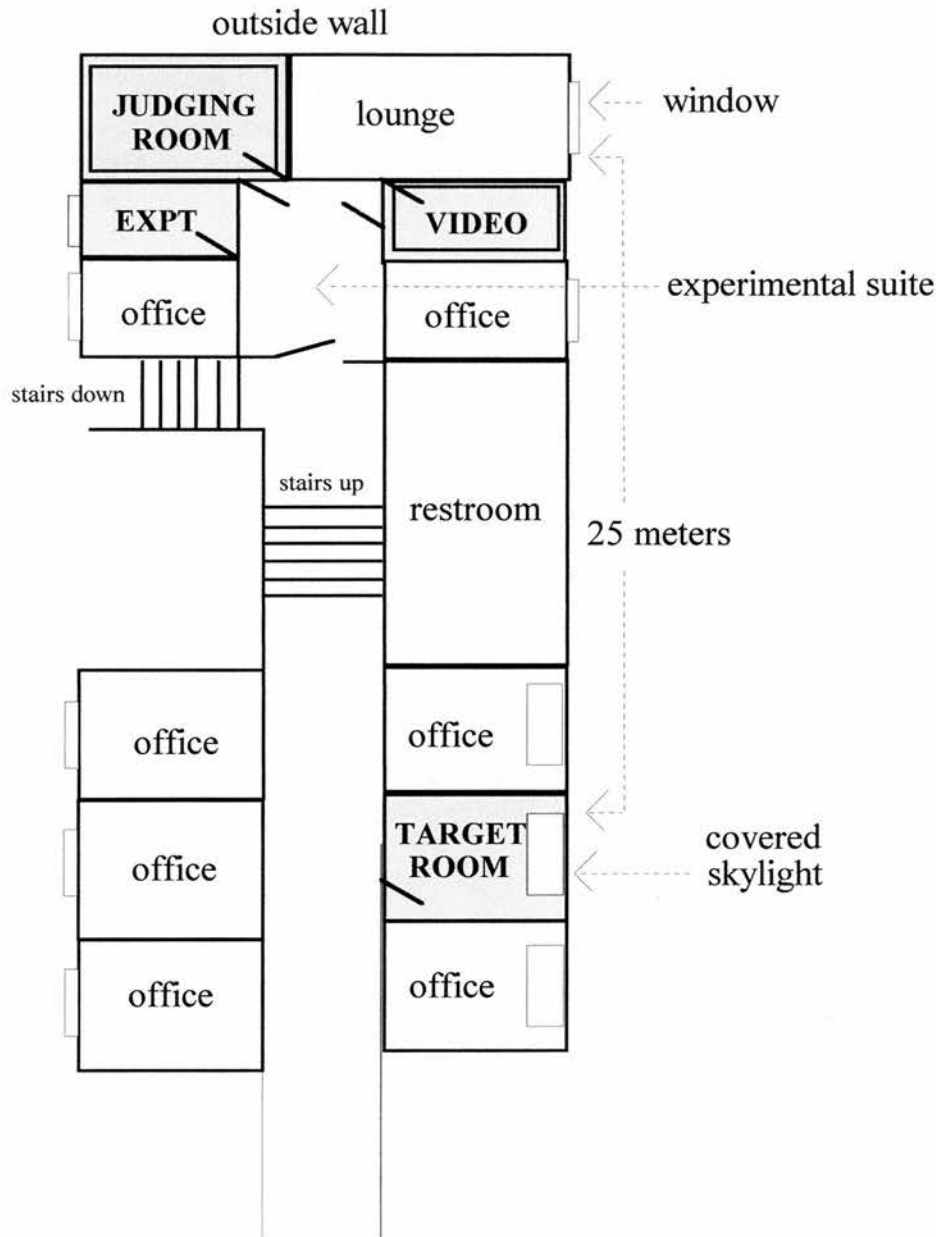 outside wall
JUDGING
ROOM
lounge
window
EXPT
VIDEO
experimental suite
office
office
stairs down
stairs up
restroom
25 meters
office
office
TARGET
ROOM
covered
skylight
office
office
office